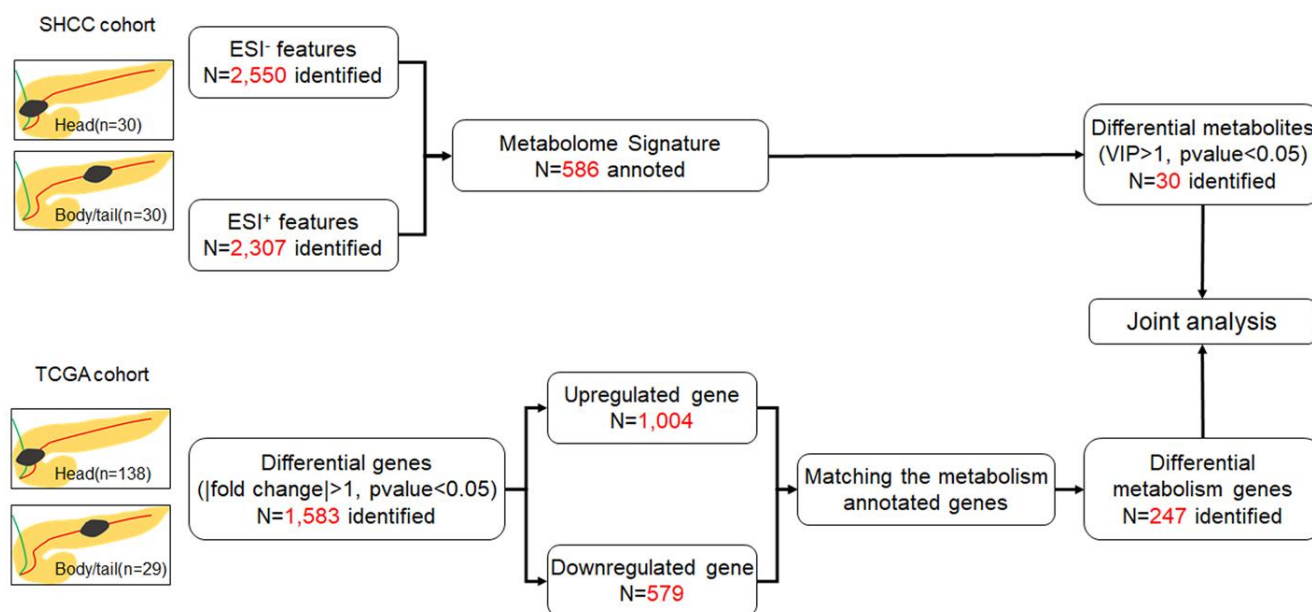 SHCC cohort
Head(n=30)
Body/tail(n=30)
ESI- features
N=2,550 identified
ESI+ features
N=2,307 identified
Metabolome Signature
N=586 annoted
Differential metabolites
(VIP>1, pvalue<0.05)
N=30 identified
Joint analysis
TCGA cohort
Head(n=138)
Body/tail(n=29)
Differential genes
(|fold change|>1, pvalue<0.05)
N=1,583 identified
Upregulated gene
N=1,004
Downregulated gene
N=579
Matching the metabolism
annotated genes
Differential
metabolism genes
N=247 identified